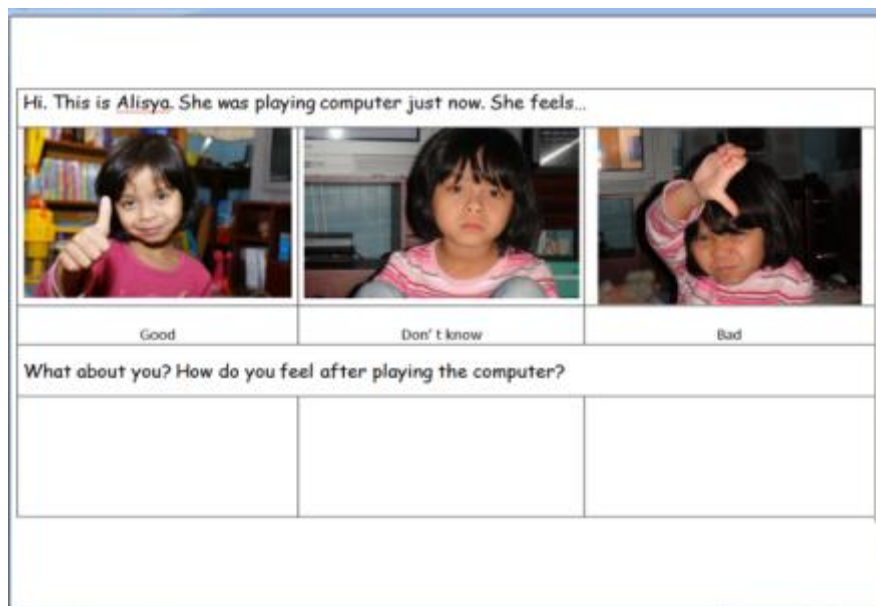 Hi. This is Alisya. She was playing computer just now. She feels...
Good
Don't know
Bad
What about you? How do you feel after playing the computer?